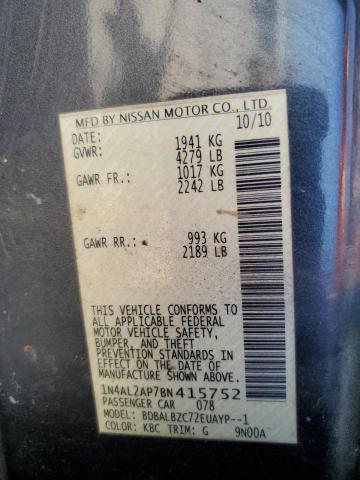 MFD BY NISSAN MOTOR CO., LTD.
DATE: 10/10
GVWR: 1941 KG
4279 LB
GAWR FR.: 1017 KG
2242 LB
GAWR RR.: 993 KG
2189 LB
THIS VEHICLE CONFORMS TO
ALL APPLICABLE FEDERAL
MOTOR VEHICLE SAFETY,
BUMPER, AND THEFT
PREVENTION STANDARDS IN
EFFECT ON THE DATE OF
MANUFACTURE SHOWN ABOVE.
1N4AL2AP7BN415752
PASSENGER CAR 078
MODEL: BDBALBZC72EUAYP--1
COLOR: KBC TRIM: G 9N00A